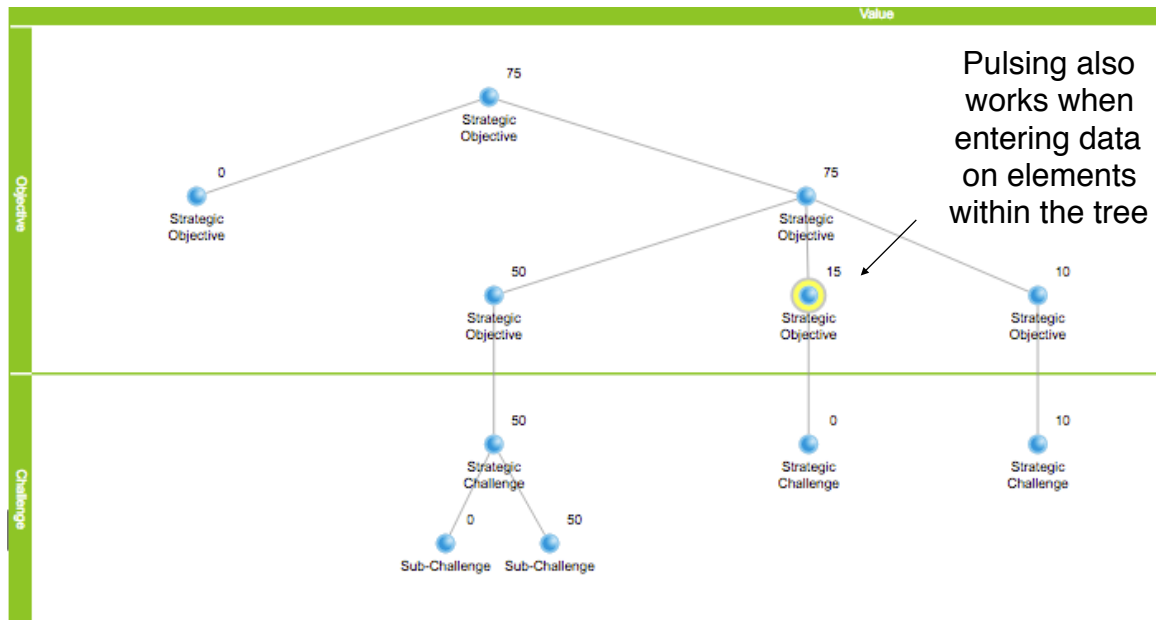 Value
Objective
Challenge
Pulsing also
works when
entering data
on elements
within the tree
75
Strategic
Objective
0
Strategic
Objective
75
Strategic
Objective
50
Strategic
Objective
15
Strategic
Objective
10
Strategic
Objective
50
Strategic
Challenge
0
Strategic
Challenge
10
Strategic
Challenge
0
Sub-Challenge
50
Sub-Challenge